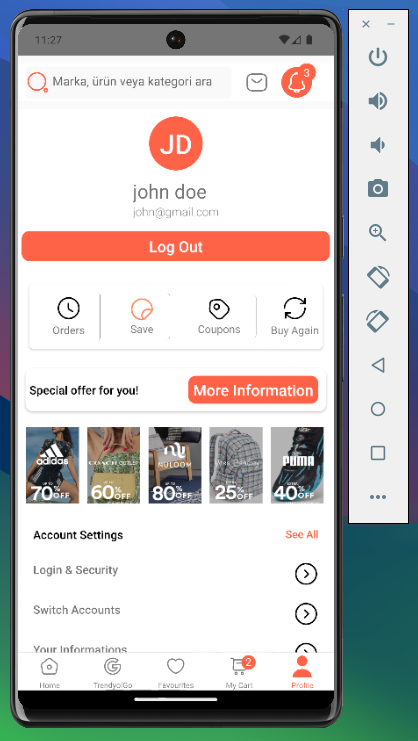 11:27
Marka, ürün veya kategori ara
3
JD
john doe
john@gmail.com
Log Out
Orders
Save
Coupons
Buy Again
Special offer for you!
More Information
adidas
70% OFF
60% OFF
NULOOM
80% OFF
25% OFF
PUMA
40% OFF
Account Settings
See All
Login & Security
Switch Accounts
Your Informations
Home
TrendyolGo
Favourites
2
My Cart
Profile